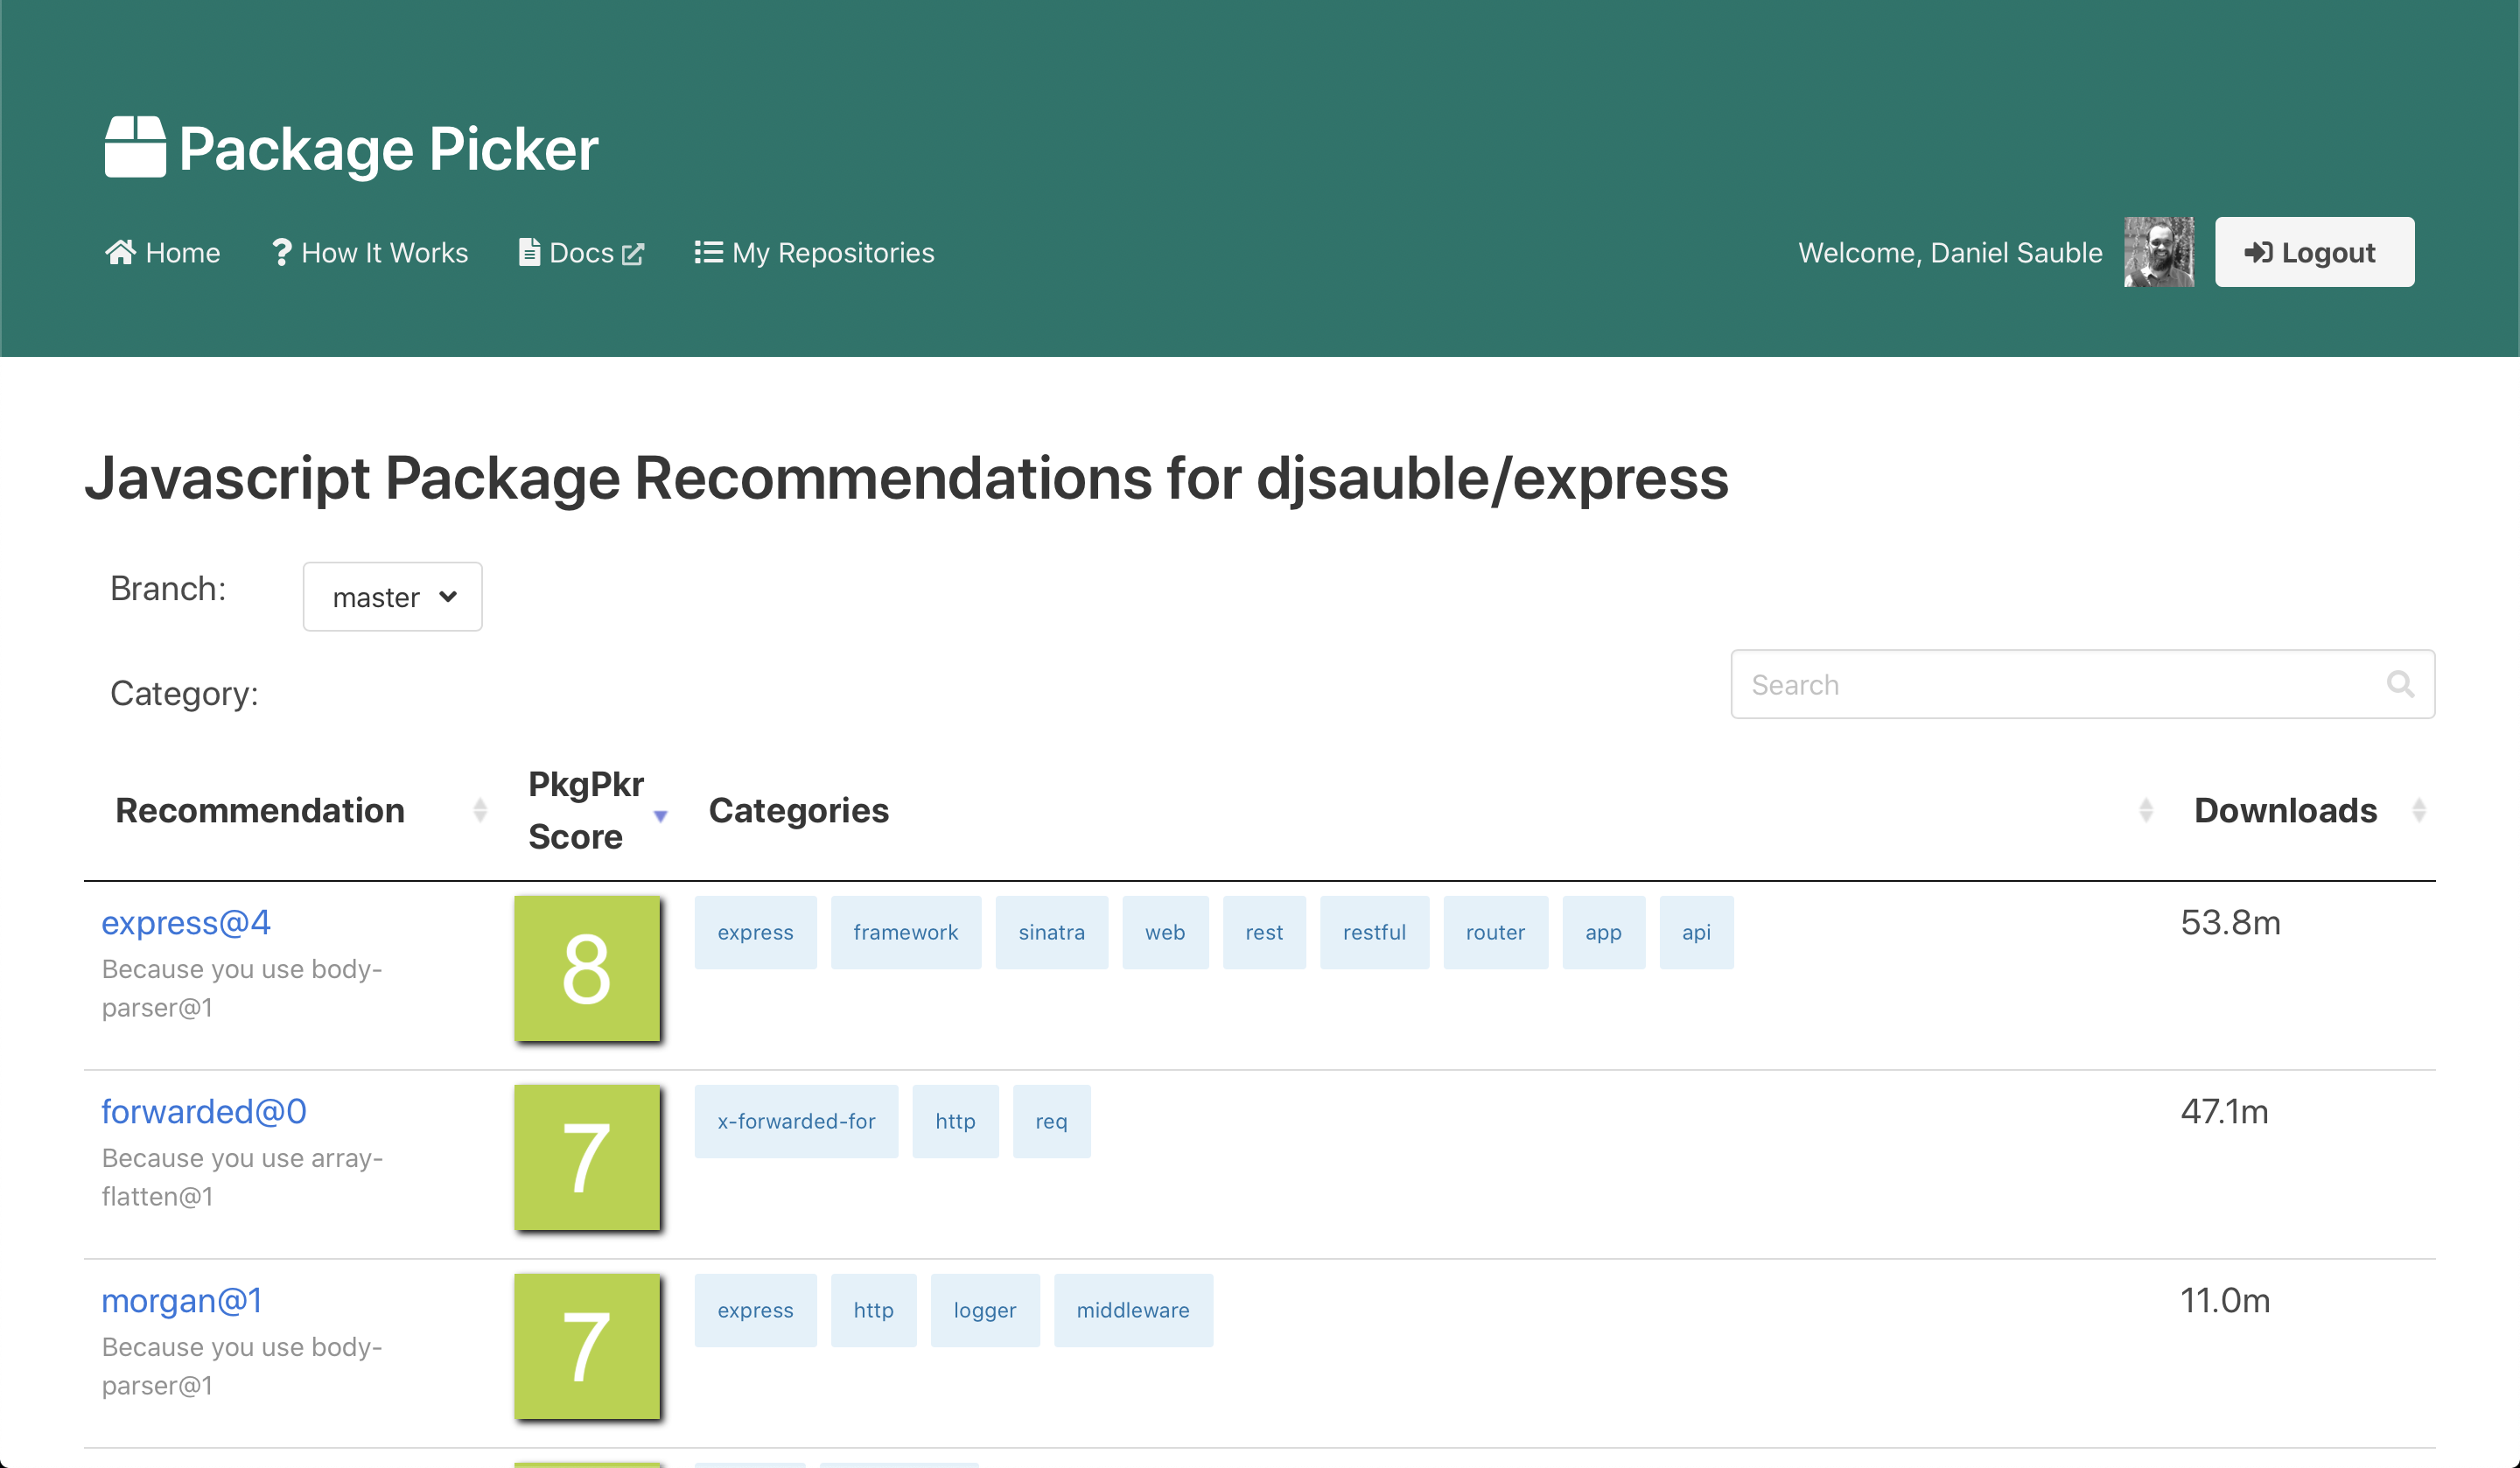 Package Picker
Home How It Works Docs My Repositories Welcome, Daniel Sauble Logout
Javascript Package Recommendations for djsauble/express
Branch: master
Category: Search
Recommendation PkgPkr Score Categories Downloads
express@4 8 express framework sinatra web rest restful router app api 53.8m
Because you use body-
parser@1
forwarded@0 7 x-forwarded-for http req 47.1m
Because you use array-
flatten@1
morgan@1 7 express http logger middleware 11.0m
Because you use body-
parser@1